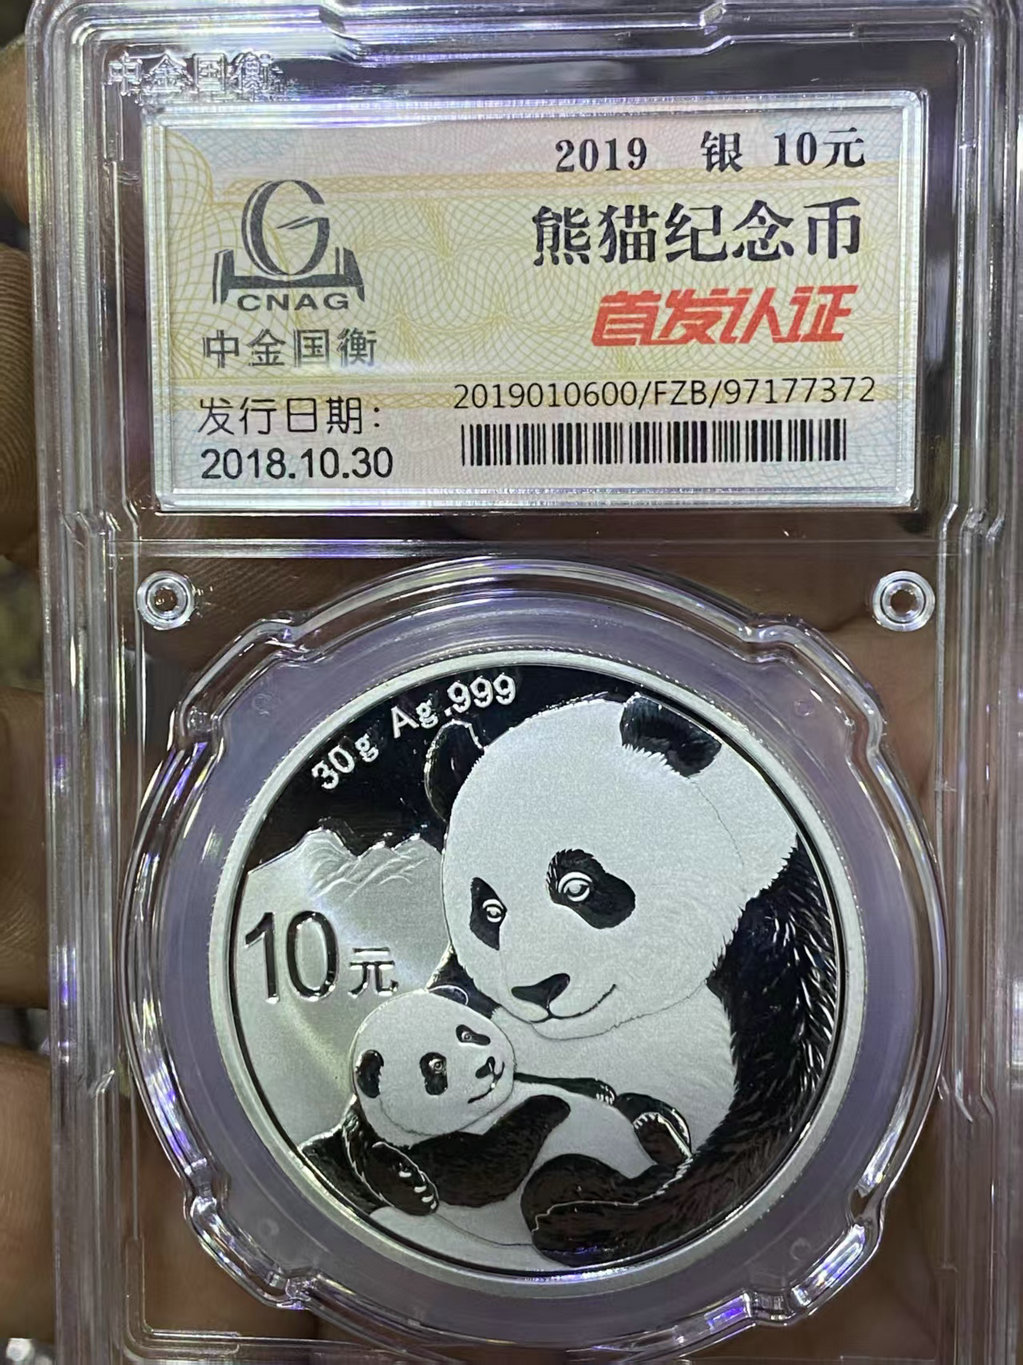 中金国衡
2019 银 10元
熊猫纪念币
首发认证
CNAG
中金国衡
发行日期:
2018.10.30
2019010600/FZB/97177372
30g Ag.999
10元